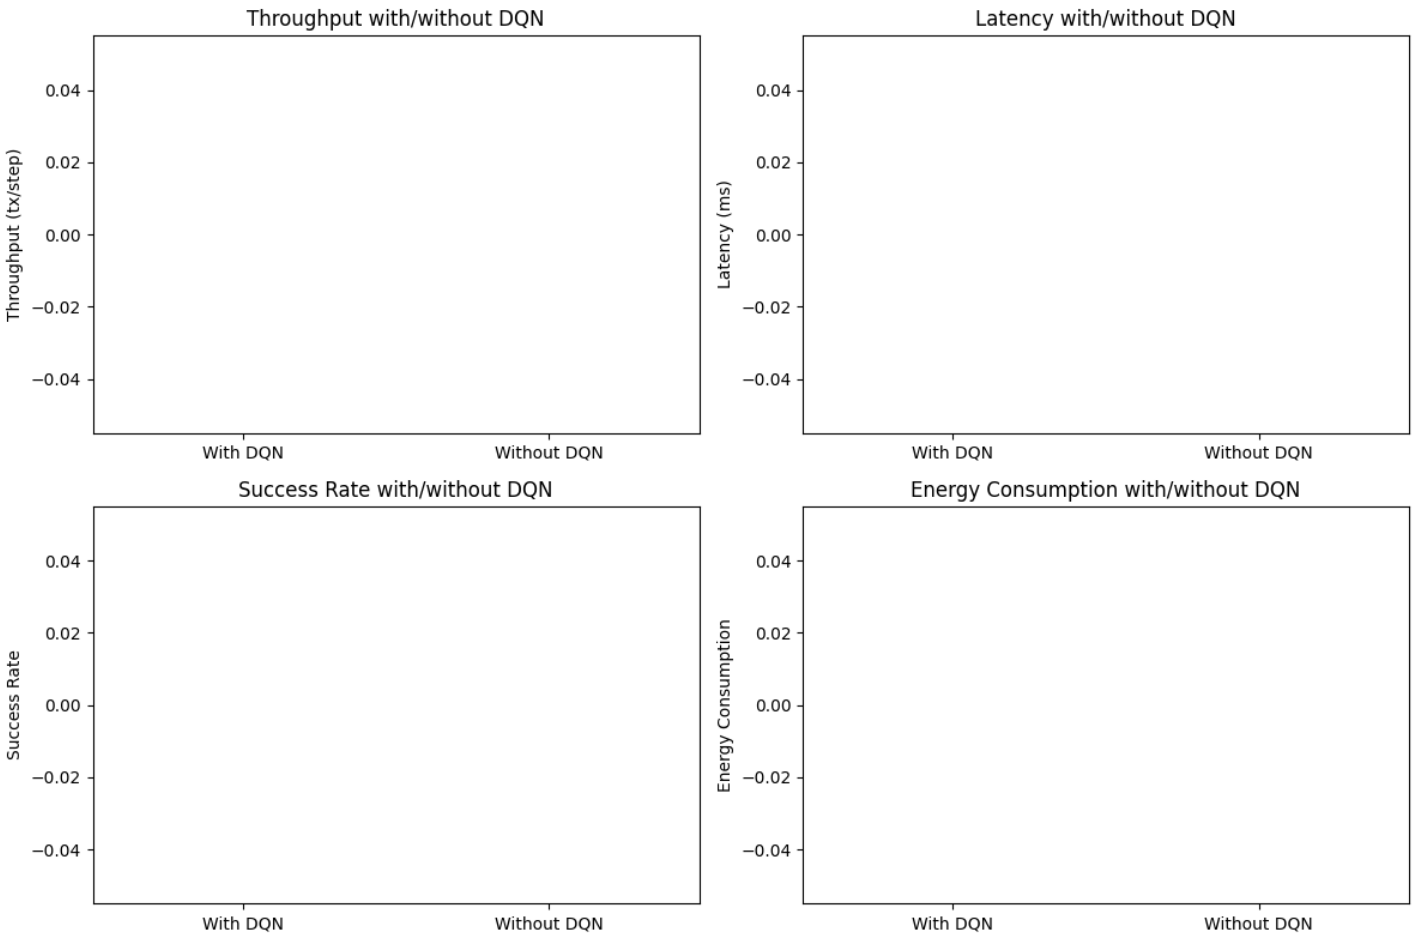 Throughput with/without DQN
Throughput (tx/step)
0.04
0.02
0.00
−0.02
−0.04
With DQN
Without DQN
Latency with/without DQN
Latency (ms)
0.04
0.02
0.00
−0.02
−0.04
With DQN
Without DQN
Success Rate with/without DQN
Success Rate
0.04
0.02
0.00
−0.02
−0.04
With DQN
Without DQN
Energy Consumption with/without DQN
Energy Consumption
0.04
0.02
0.00
−0.02
−0.04
With DQN
Without DQN